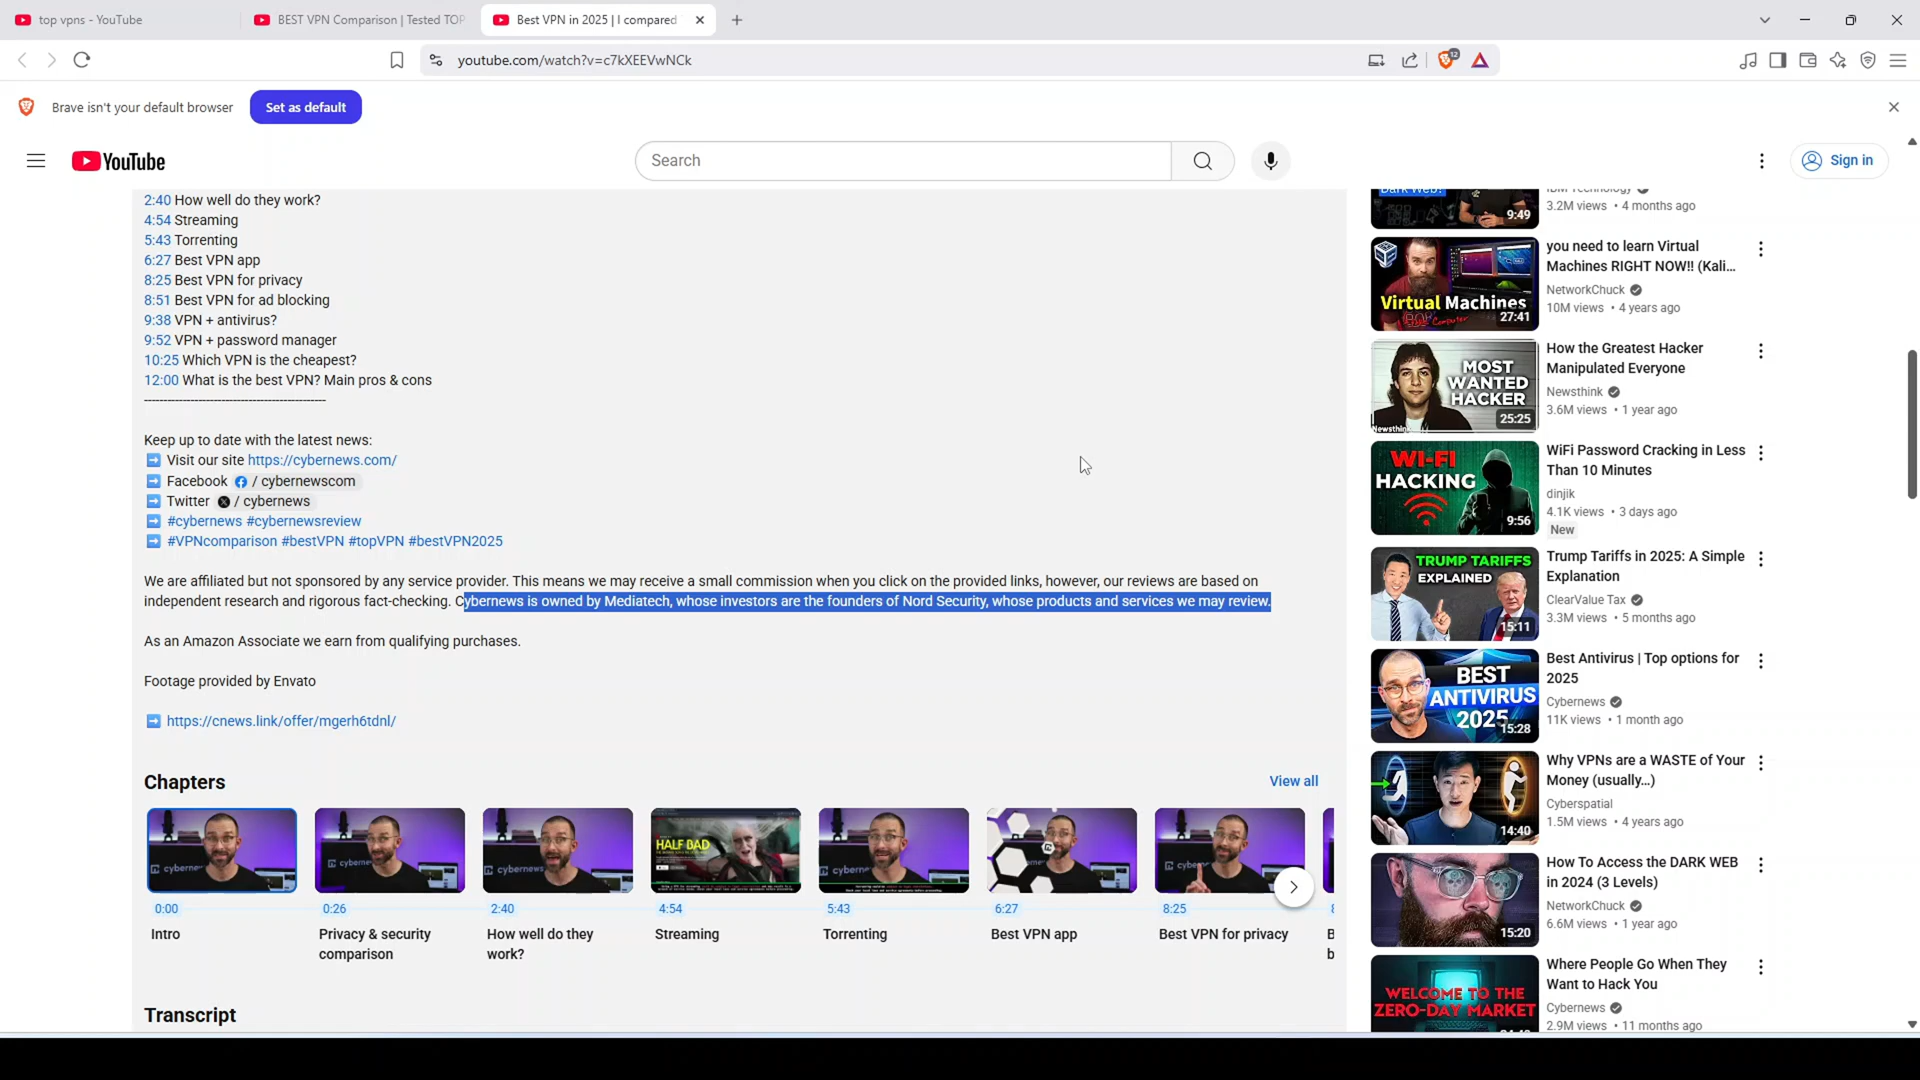 top vpns - YouTube
BEST VPN Comparison | Tested TOP
Best VPN in 2025 | I compared
youtube.com/watch?v=c7kXEEVwNCk
12
Brave isn't your default browser
Set as default
YouTube
Search
Sign in
2:40 How well do they work?
4:54 Streaming
5:43 Torrenting
6:27 Best VPN app
8:25 Best VPN for privacy
8:51 Best VPN for ad blocking
9:38 VPN + antivirus?
9:52 VPN + password manager
10:25 Which VPN is the cheapest?
12:00 What is the best VPN? Main pros & cons
----------------------------------------------
Keep up to date with the latest news:
➡ Visit our site https://cybernews.com/
➡ Facebook / cybernewscom
➡ Twitter / cybernews
➡ #cybernews #cybernewsreview
➡ #VPNcomparison #bestVPN #topVPN #bestVPN2025
We are affiliated but not sponsored by any service provider. This means we may receive a small commission when you click on the provided links, however, our reviews are based on
independent research and rigorous fact-checking. Cybernews is owned by Mediatech, whose investors are the founders of Nord Security, whose products and services we may review.
As an Amazon Associate we earn from qualifying purchases.
Footage provided by Envato
➡ https://cnews.link/offer/mgerh6tdnl/
Chapters
View all
HALF BAD
0:00
Intro
0:26
Privacy & security
comparison
2:40
How well do they
work?
4:54
Streaming
5:43
Torrenting
6:27
Best VPN app
8:25
Best VPN for privacy
Transcript
Dark Web?
9:49
IBM Technology
3.2M views • 4 months ago
Virtual Machines
27:41
you need to learn Virtual
Machines RIGHT NOW!! (Kali...
NetworkChuck
10M views • 4 years ago
MOST
WANTED
HACKER
Newsthink
25:25
How the Greatest Hacker
Manipulated Everyone
Newsthink
3.6M views • 1 year ago
WI-FI
HACKING
9:56
WiFi Password Cracking in Less
Than 10 Minutes
dinjik
4.1K views • 3 days ago
New
TRUMP TARIFFS
EXPLAINED
15:11
Trump Tariffs in 2025: A Simple
Explanation
ClearValue Tax
3.3M views • 5 months ago
BEST
ANTIVIRUS
2025
15:28
Best Antivirus | Top options for
2025
Cybernews
11K views • 1 month ago
14:40
Why VPNs are a WASTE of Your
Money (usually...)
Cyberspatial
1.5M views • 4 years ago
15:20
How To Access the DARK WEB
in 2024 (3 Levels)
NetworkChuck
6.6M views • 1 year ago
WELCOME TO THE
ZERO-DAY MARKET
Where People Go When They
Want to Hack You
Cybernews
2.9M views • 11 months ago